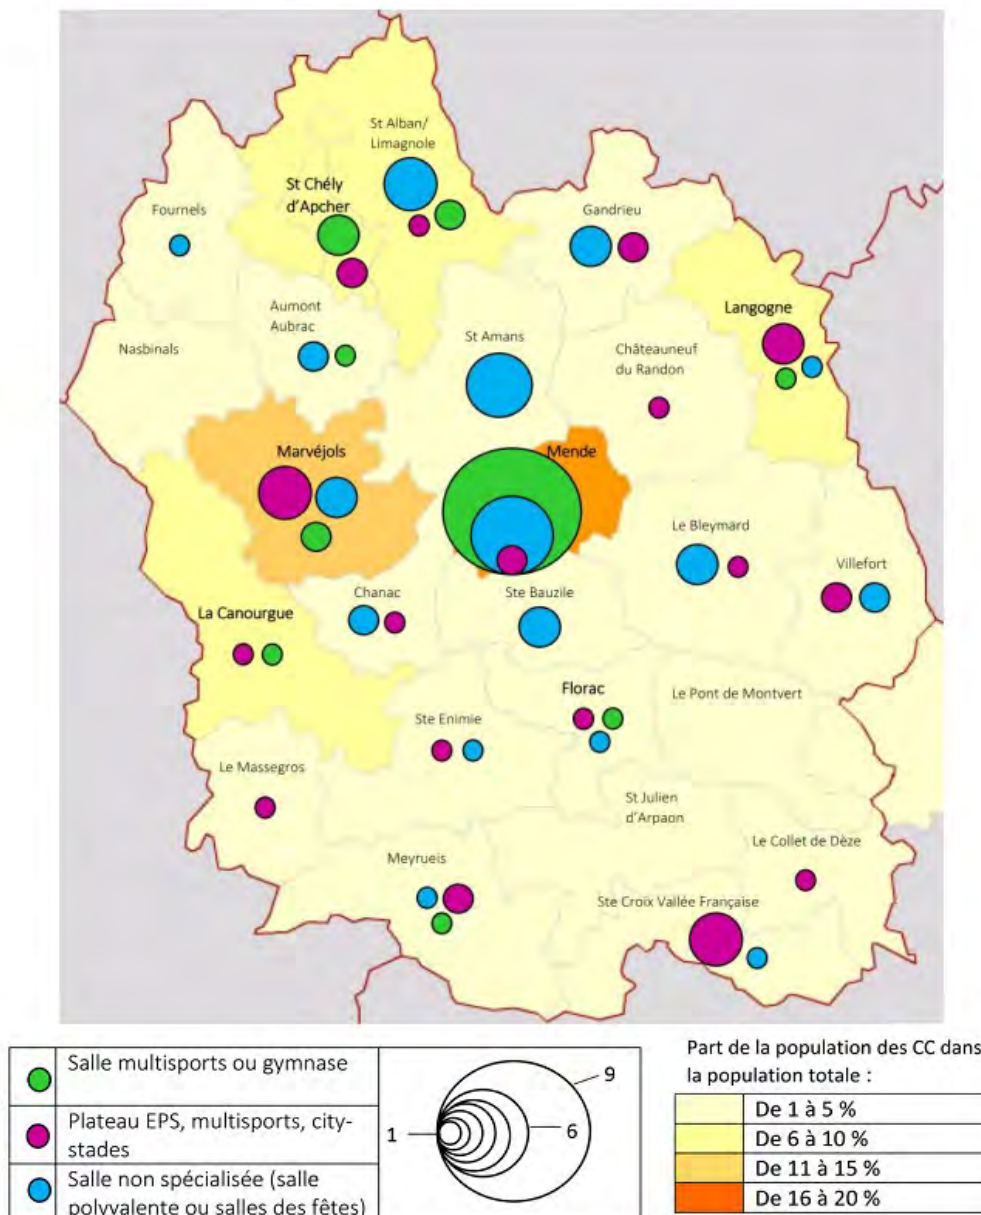 St Alban/
Limagnole
St Chély
d'Apcher
Fournels
Gandrieu
Langogne
Aumont
Aubrac
Nasbinals
St Amans
Châteauneuf
du Randon
Marvéjols
Mende
Le Bleymard
Villefort
Chanac
Ste Bauzile
La Canourgue
Florac
Le Pont de Montvert
Ste Enimie
Le Massegros
St Julien
d'Arpaon
Le Collet de Dèze
Meyrueis
Ste Croix Vallée Française
Salle multisports ou gymnase
Plateau EPS, multisports, city-
stades
Salle non spécialisée (salle
polyvalente ou salles des fêtes)
1
6
9
Part de la population des CC dans
la population totale :
De 1 à 5 %
De 6 à 10 %
De 11 à 15 %
De 16 à 20 %